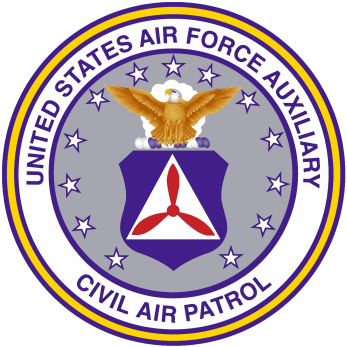 UNITED STATES AIR FORCE AUXILIARY
CIVIL AIR PATROL